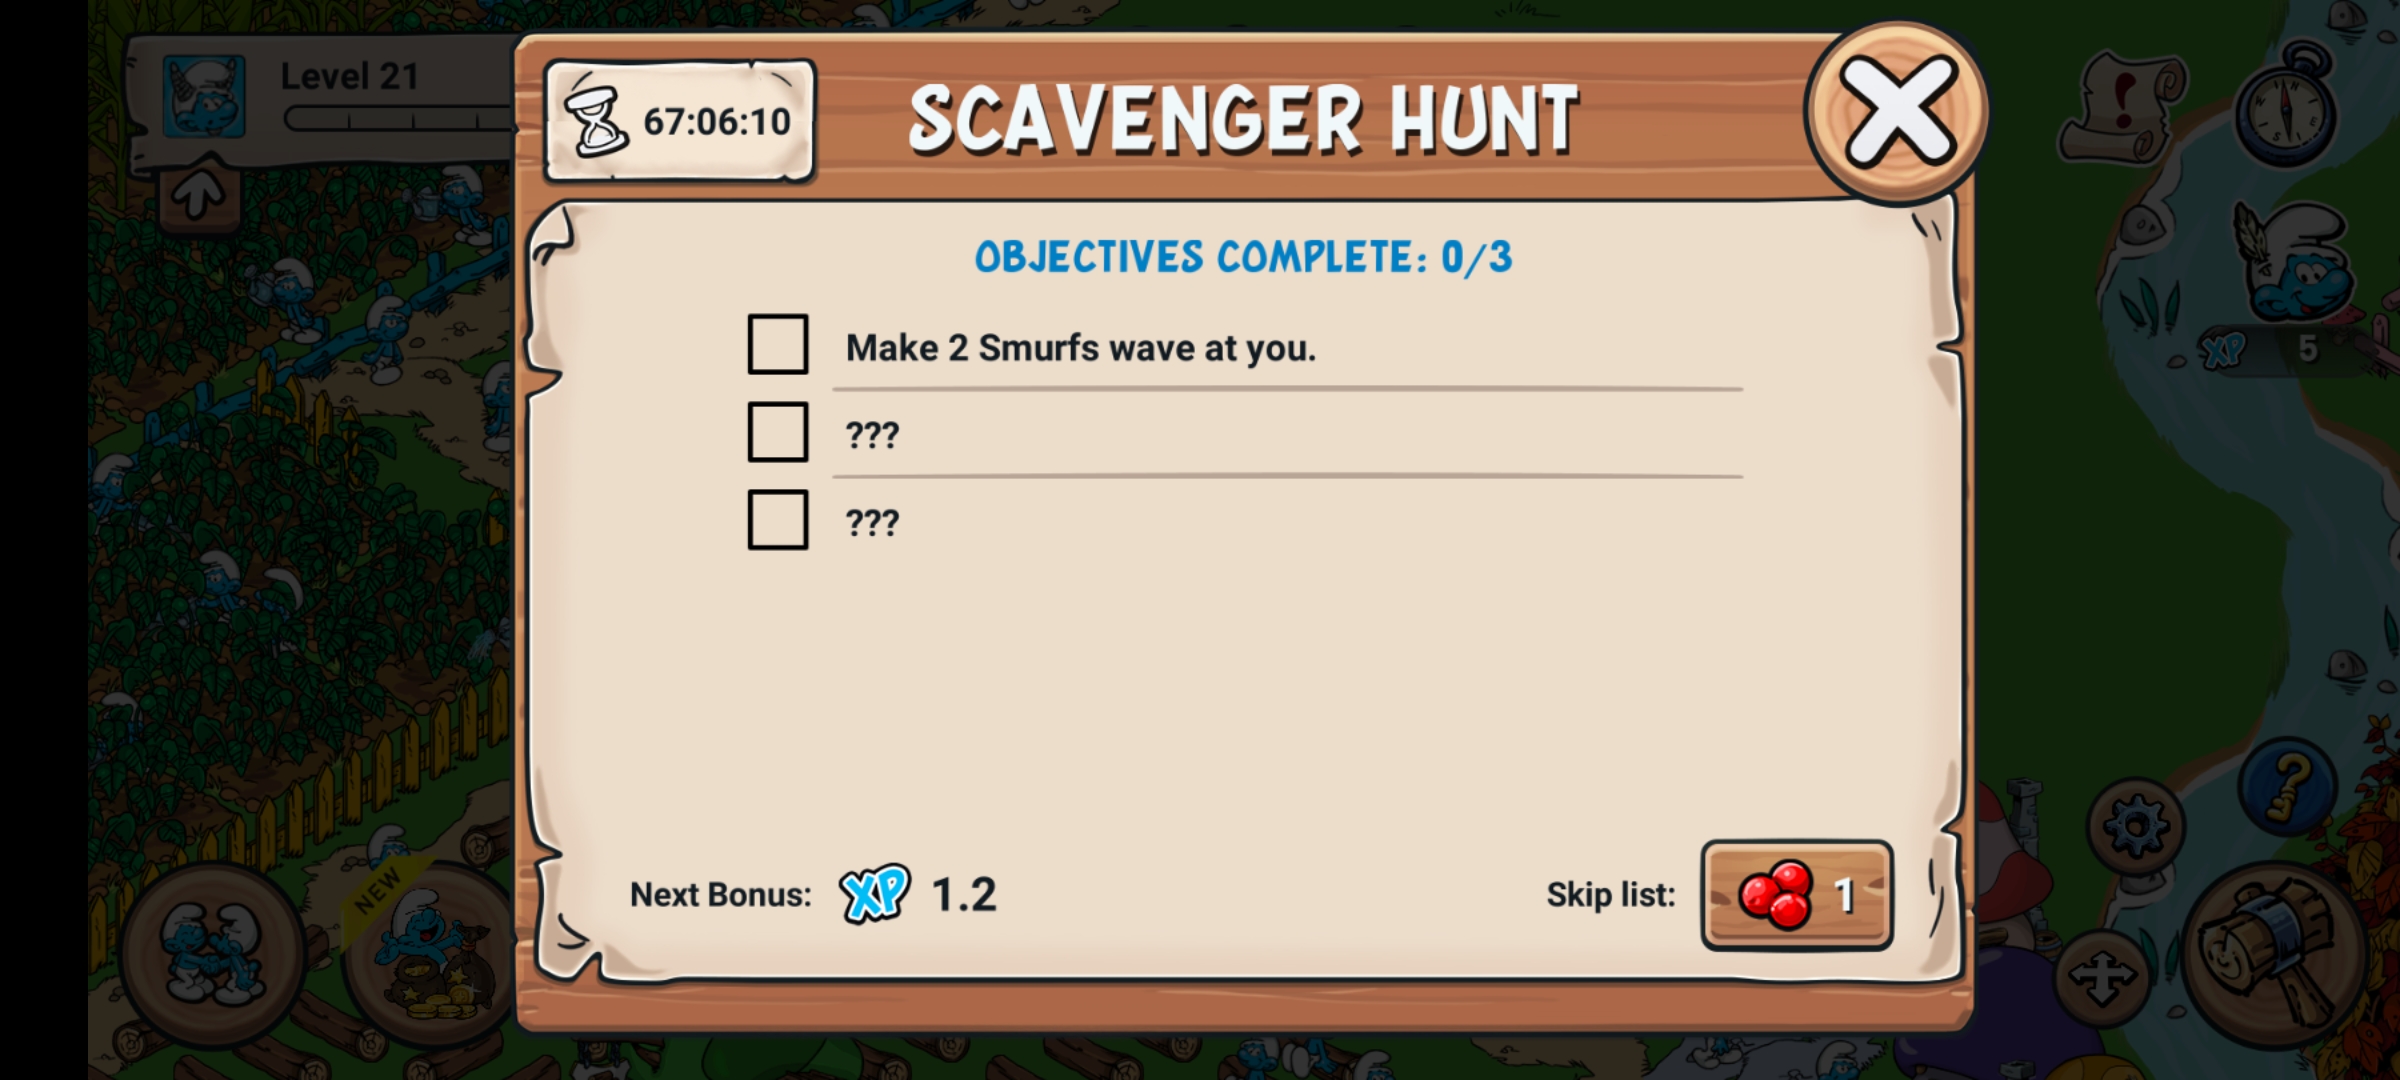 Level 21
67:06:10
SCAVENGER HUNT
OBJECTIVES COMPLETE: 0/3
Make 2 Smurfs wave at you.
???
???
XP 5
NEW
Next Bonus: XP 1.2
Skip list: 1